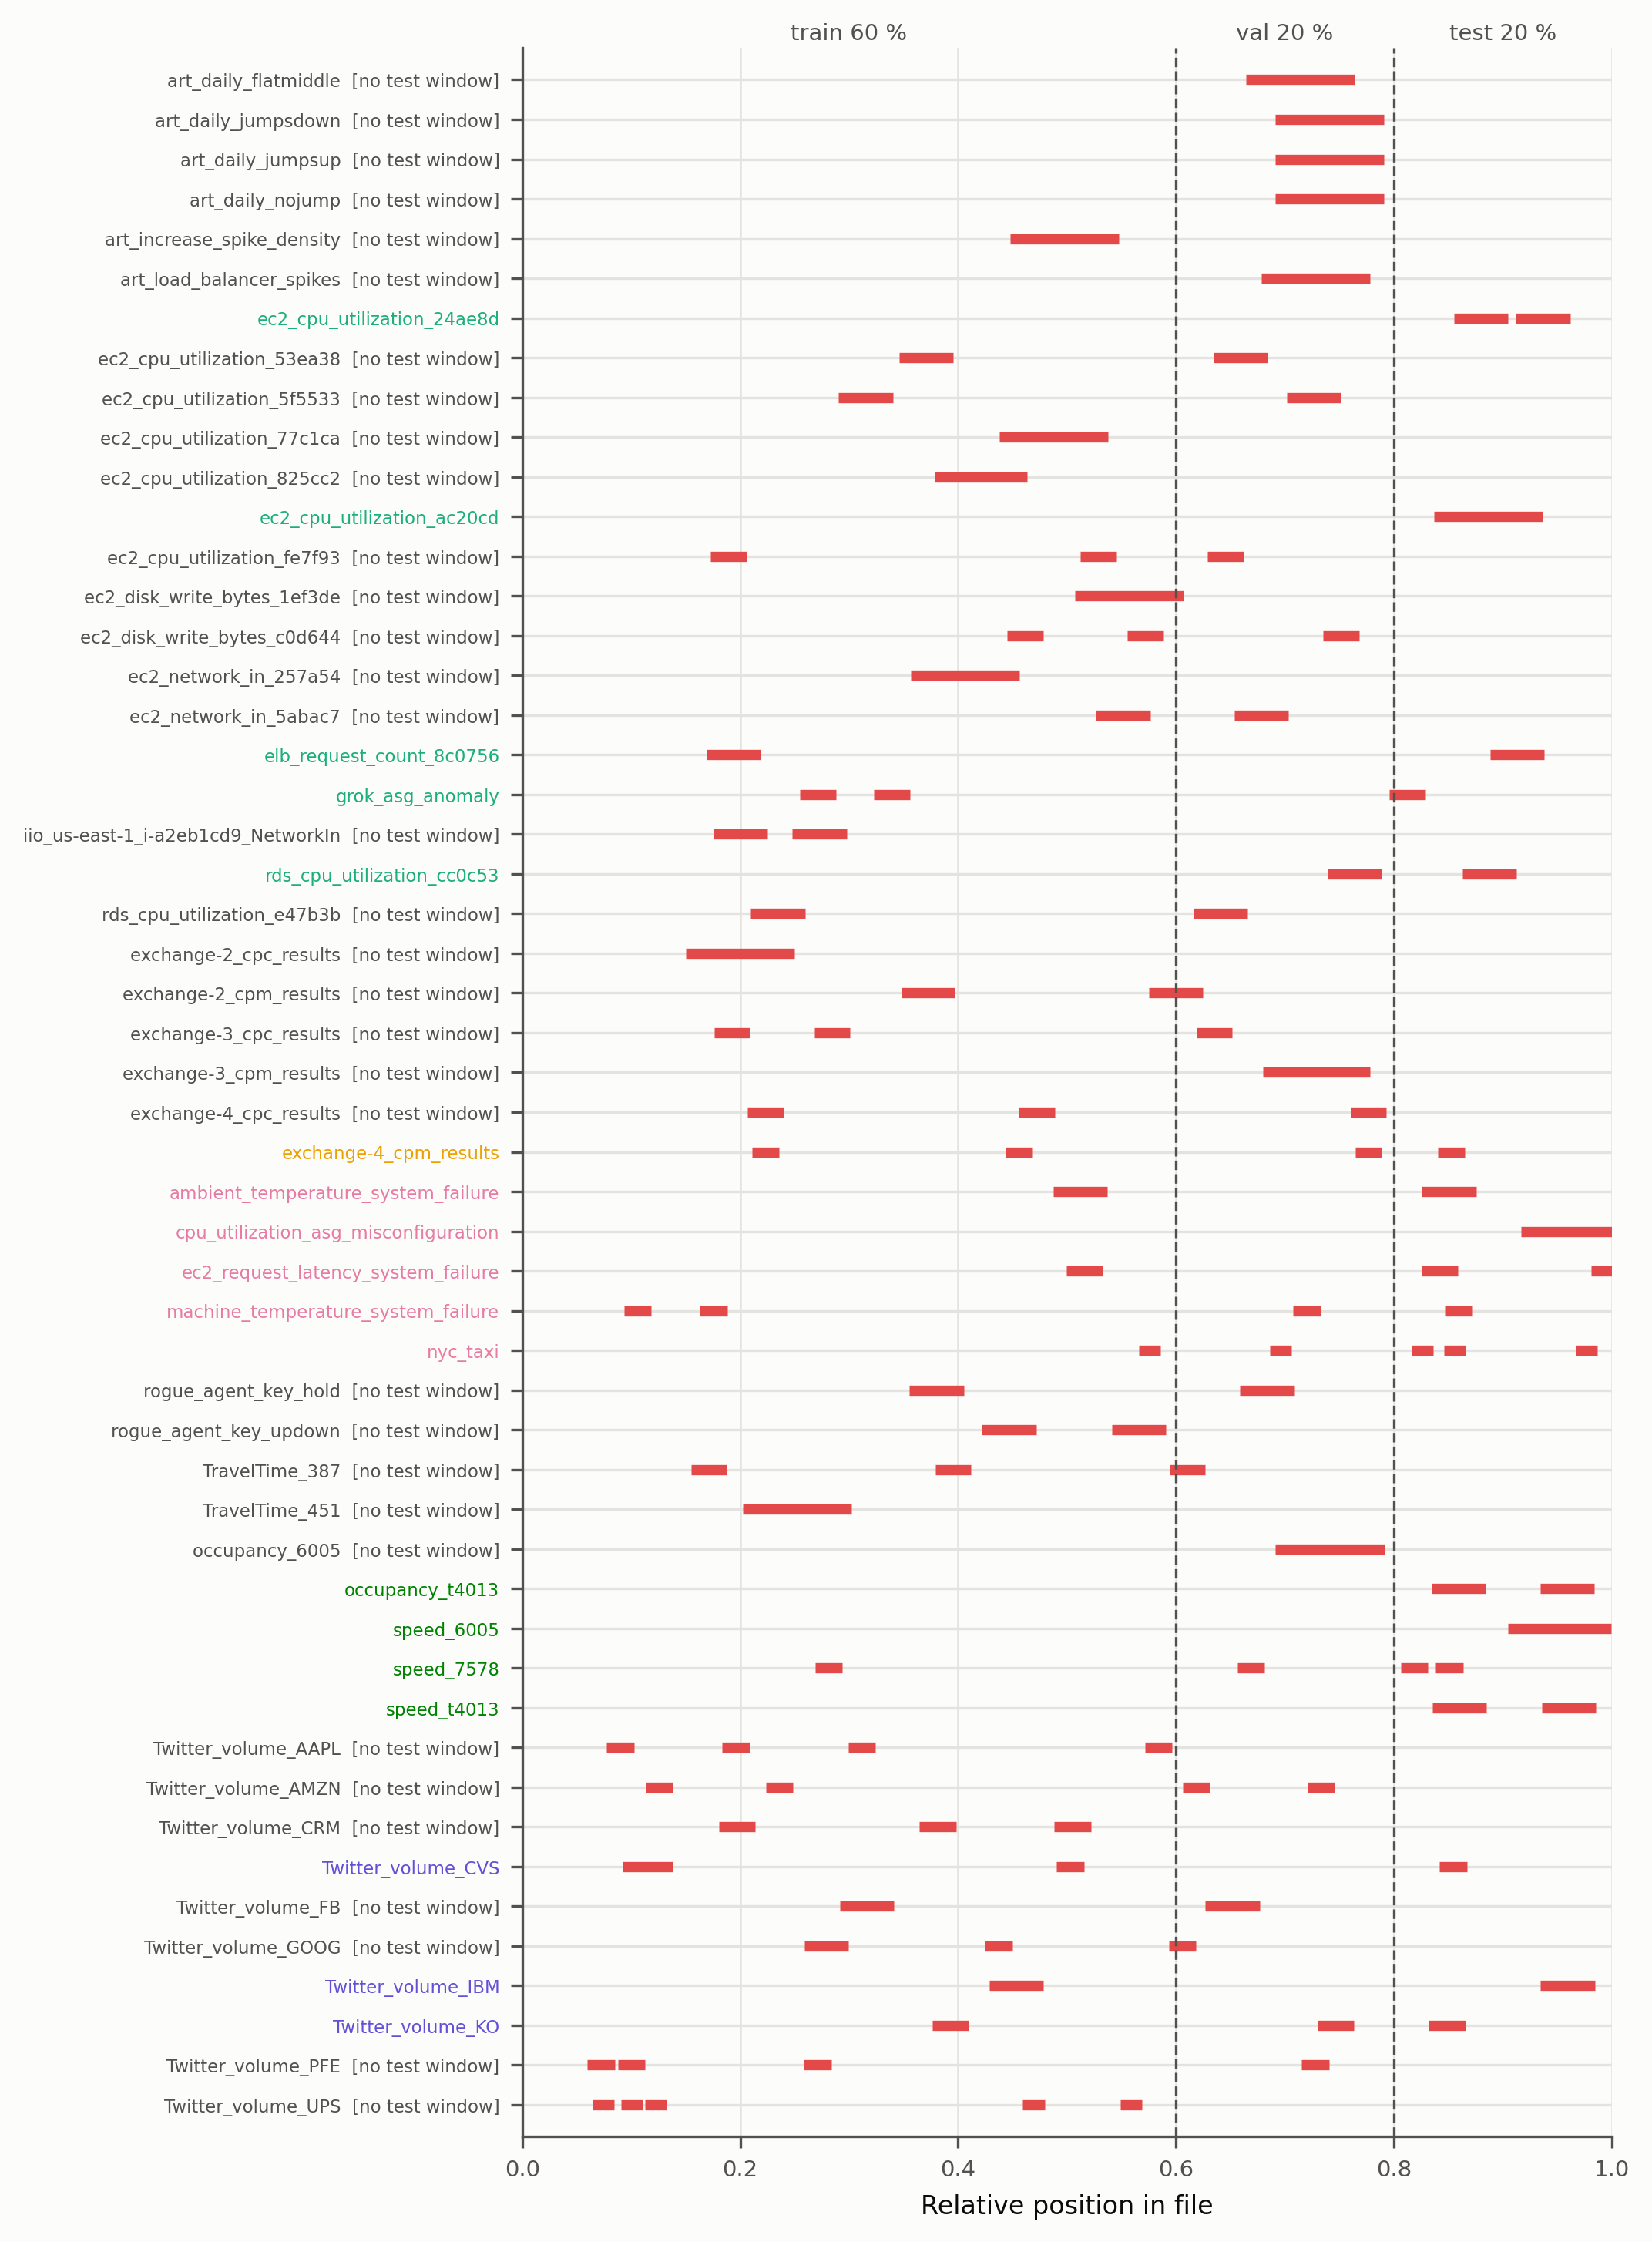 train 60 %
val 20 %
test 20 %
art_daily_flatmiddle [no test window]
art_daily_jumpsdown [no test window]
art_daily_jumpsup [no test window]
art_daily_nojump [no test window]
art_increase_spike_density [no test window]
art_load_balancer_spikes [no test window]
ec2_cpu_utilization_24ae8d
ec2_cpu_utilization_53ea38 [no test window]
ec2_cpu_utilization_5f5533 [no test window]
ec2_cpu_utilization_77c1ca [no test window]
ec2_cpu_utilization_825cc2 [no test window]
ec2_cpu_utilization_ac20cd
ec2_cpu_utilization_fe7f93 [no test window]
ec2_disk_write_bytes_1ef3de [no test window]
ec2_disk_write_bytes_c0d644 [no test window]
ec2_network_in_257a54 [no test window]
ec2_network_in_5abac7 [no test window]
elb_request_count_8c0756
grok_asg_anomaly
iio_us-east-1_i-a2eb1cd9_NetworkIn [no test window]
rds_cpu_utilization_cc0c53
rds_cpu_utilization_e47b3b [no test window]
exchange-2_cpc_results [no test window]
exchange-2_cpm_results [no test window]
exchange-3_cpc_results [no test window]
exchange-3_cpm_results [no test window]
exchange-4_cpc_results [no test window]
exchange-4_cpm_results
ambient_temperature_system_failure
cpu_utilization_asg_misconfiguration
ec2_request_latency_system_failure
machine_temperature_system_failure
nyc_taxi
rogue_agent_key_hold [no test window]
rogue_agent_key_updown [no test window]
TravelTime_387 [no test window]
TravelTime_451 [no test window]
occupancy_6005 [no test window]
occupancy_t4013
speed_6005
speed_7578
speed_t4013
Twitter_volume_AAPL [no test window]
Twitter_volume_AMZN [no test window]
Twitter_volume_CRM [no test window]
Twitter_volume_CVS
Twitter_volume_FB [no test window]
Twitter_volume_GOOG [no test window]
Twitter_volume_IBM
Twitter_volume_KO
Twitter_volume_PFE [no test window]
Twitter_volume_UPS [no test window]
0.0 0.2 0.4 0.6 0.8 1.0
Relative position in file